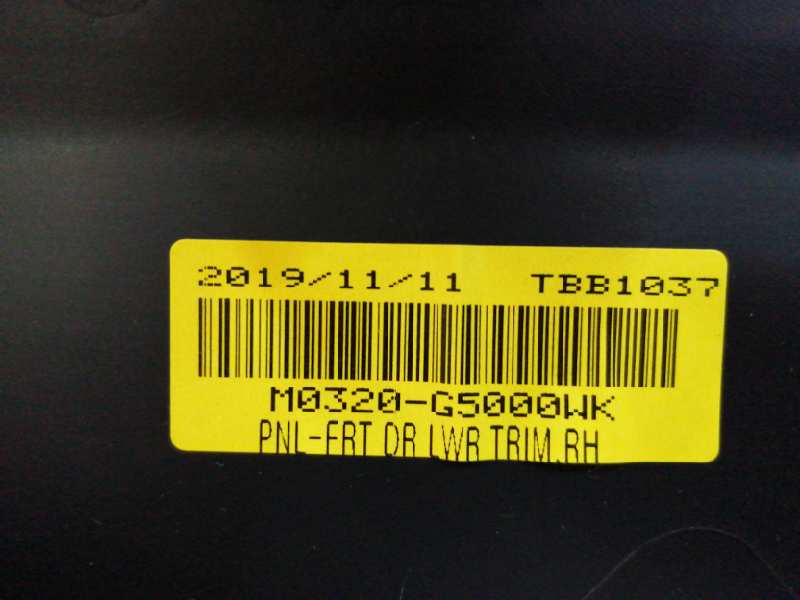 2019/11/11 TBB1037
M0320-G5000WK
PNL-FRT DR LWR TRIM.RH